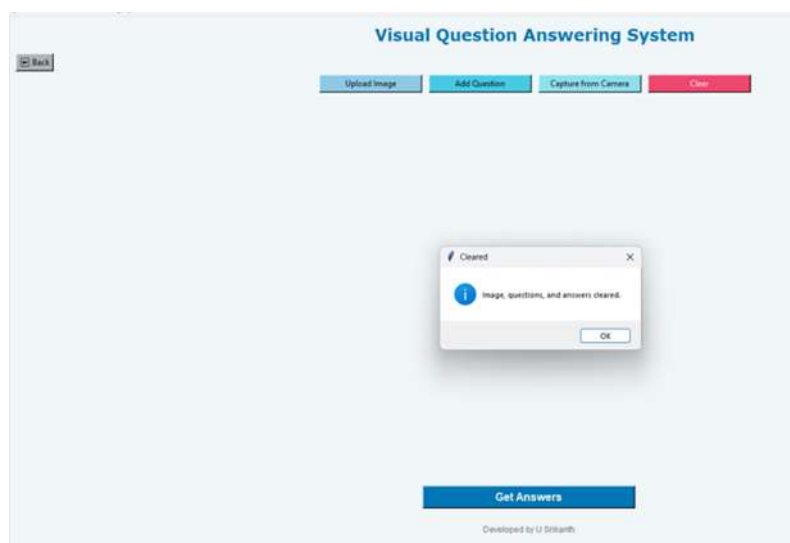 Visual Question Answering System
Back
Upload Image Add Question Capture from Camera Clear
Cleared
Image, questions, and answers cleared.
OK
Get Answers
Developed by U Srikanth